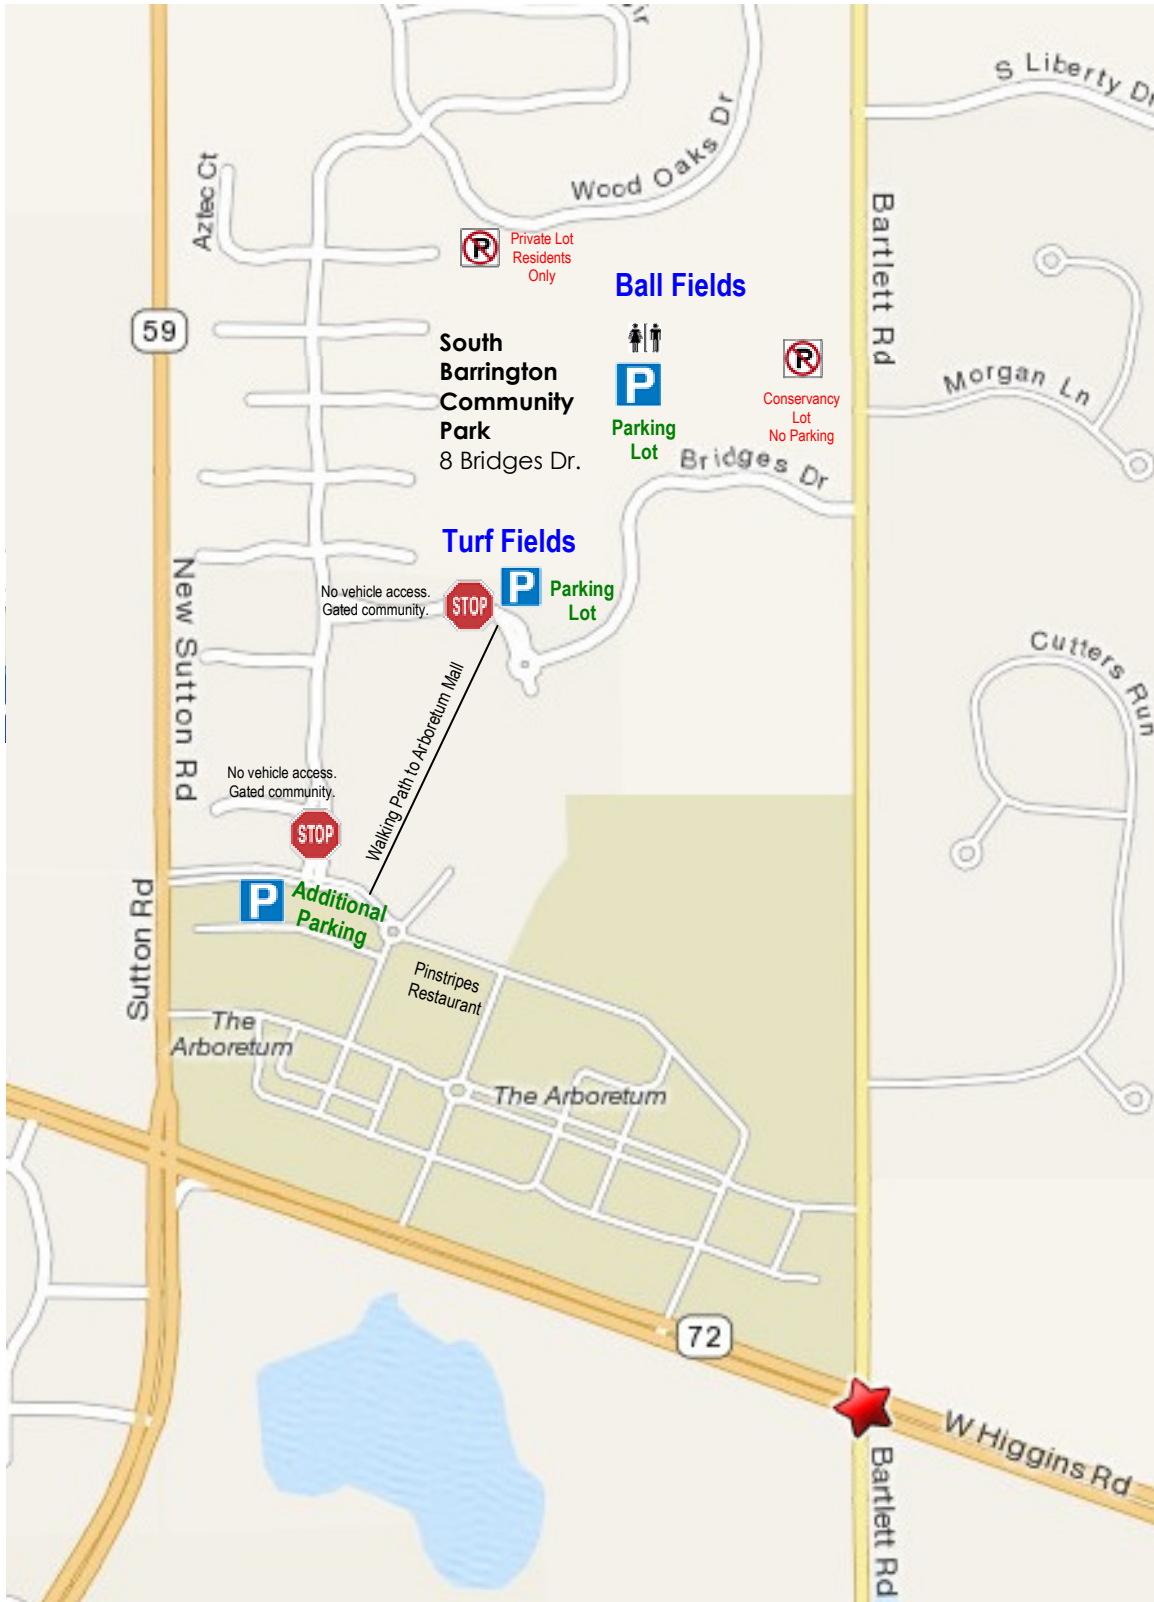 S Liberty Dr
Wood Oaks Dr
Aztec Ct
Bartlett Rd
Private Lot
Residents
Only
Ball Fields
59
South
Barrington
Community
Park
8 Bridges Dr.
P
Parking
Lot
Conservancy
Lot
No Parking
Morgan Ln
Bridges Dr
Turf Fields
P
Parking
Lot
No vehicle access.
Gated community.
STOP
New Sutton Rd
Cutters Run
Walking Path to Arboretum Mall
No vehicle access.
Gated community.
STOP
P
Additional
Parking
Sutton Rd
Pinstripes
Restaurant
The
Arboretum
The Arboretum
72
W Higgins Rd
Bartlett Rd